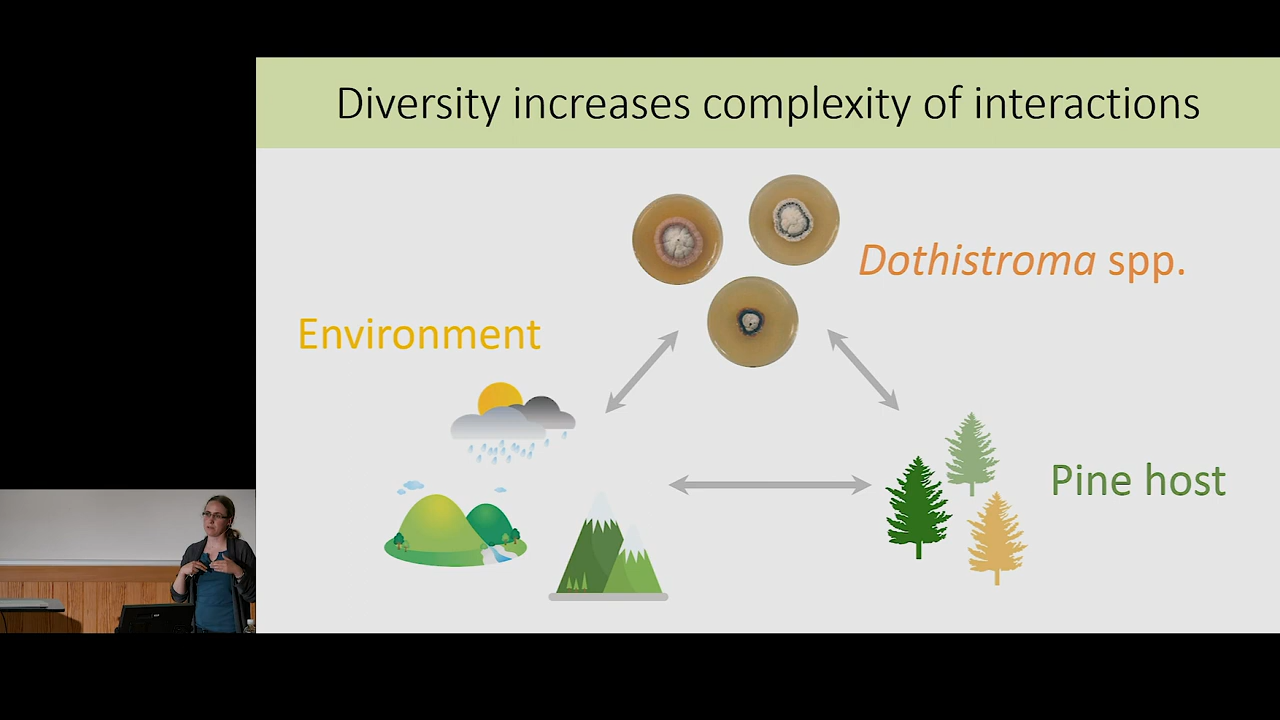 Diversity increases complexity of interactions
Dothistroma spp.
Environment
Pine host